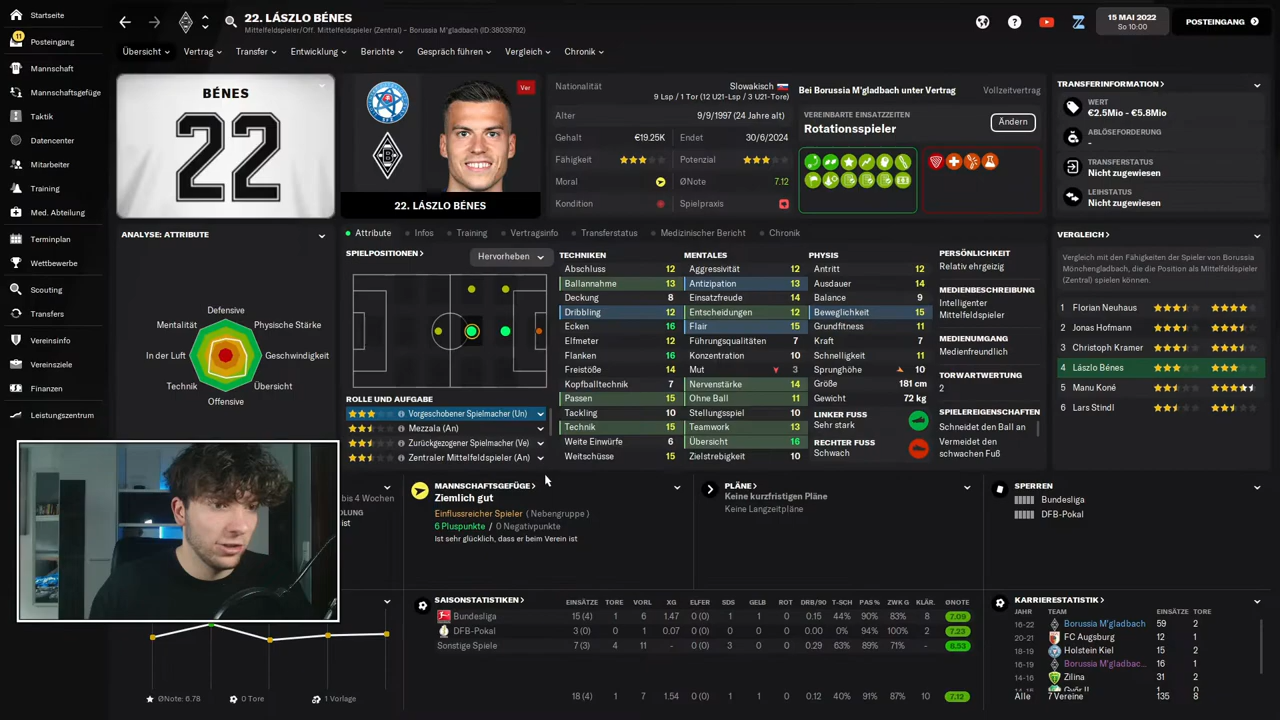 Startseite
11
Posteingang
Mannschaft
Mannschaftsgefüge
Taktik
Datencenter
Mitarbeiter
Training
Med. Abteilung
Terminplan
Wettbewerbe
Scouting
Transfers
Vereinsinfo
Vereinsziele
Finanzen
Leistungszentrum
22. LÁSZLO BÉNES
Mittelfeldspieler/Off. Mittelfeldspieler (Zentral) - Borussia M'gladbach (ID:38039792)
15 MAI 2022
So 10:00
POSTEINGANG
Übersicht
Vertrag
Transfer
Entwicklung
Berichte
Gespräch führen
Vergleich
Chronik
BÉNES
22
Ver
22. LÁSZLO BÉNES
Nationalität
Slowakisch
9 Lsp / 1 Tor (12 U21-Lsp / 3 U21-Tore)
Alter
9/9/1997 (24 Jahre alt)
Gehalt
€19.25K
Endet
30/6/2024
Fähigkeit
Potenzial
Moral
ØNote
7.12
Kondition
Spielpraxis
Bei Borussia M'gladbach unter Vertrag
Vollzeitvertrag
VEREINBARTE EINSATZZEITEN
Rotationsspieler
Ändern
TRANSFERINFORMATION
WERT
€2.5Mio - €5.8Mio
ABLÖSEFORDERUNG
-
TRANSFERSTATUS
Nicht zugewiesen
LEIHSTATUS
Nicht zugewiesen
Attribute
Infos
Training
Vertragsinfo
Transferstatus
Medizinischer Bericht
Chronik
ANALYSE: ATTRIBUTE
Defensive
Mentalität
Physische Stärke
In der Luft
Geschwindigkeit
Technik
Übersicht
Offensive
SPIELPOSITIONEN
Hervorheben
ROLLE UND AUFGABE
Vorgeschobener Spielmacher (Un)
Mezzala (An)
Zurückgezogener Spielmacher (Ve)
Zentraler Mittelfeldspieler (An)
TECHNIKEN
Abschluss 12
Ballannahme 13
Deckung 8
Dribbling 12
Ecken 16
Elfmeter 12
Flanken 16
Freistöße 14
Kopfballtechnik 7
Passen 15
Tackling 10
Technik 15
Weite Einwürfe 6
Weitschüsse 15
MENTALES
Aggressivität 12
Antizipation 13
Einsatzfreude 14
Entscheidungen 12
Flair 15
Führungsqualitäten 7
Konzentration 10
Mut 3
Nervenstärke 14
Ohne Ball 11
Stellungsspiel 10
Teamwork 13
Übersicht 16
Zielstrebigkeit 10
PHYSIS
Antritt 12
Ausdauer 14
Balance 9
Beweglichkeit 15
Grundfitness 11
Kraft 7
Schnelligkeit 11
Sprunghöhe 10
Größe 181 cm
Gewicht 72 kg
LINKER FUSS
Sehr stark
RECHTER FUSS
Schwach
PERSÖNLICHKEIT
Relativ ehrgeizig
MEDIENBESCHREIBUNG
Intelligenter
Mittelfeldspieler
MEDIENUMGANG
Medienfreundlich
TORWARTWERTUNG
2
SPIELEREIGENSCHAFTEN
Schneidet den Ball an
Vermeidet den
schwachen Fuß
VERGLEICH
Vergleich mit den Fähigkeiten der Spieler von Borussia
Mönchengladbach, die die Position als Mittelfeldspieler
(Zentral) spielen können.
1 Florian Neuhaus
2 Jonas Hofmann
3 Christoph Kramer
4 Lászlo Bénes
5 Manu Koné
6 Lars Stindl
bis 4 Wochen
ist
MANNSCHAFTSGEFÜGE
Ziemlich gut
Einflussreicher Spieler (Nebengruppe)
6 Pluspunkte / 0 Negativpunkte
Ist sehr glücklich, dass er beim Verein ist
PLÄNE
Keine kurzfristigen Pläne
Keine Langzeitpläne
SPERREN
Bundesliga
DFB-Pokal
ØNote: 6.78
0 Tore
1 Vorlage
SAISONSTATISTIKEN
EINSÄTZE TORE VORL XG ELFER SDS GELB ROT DRB/90 T-SCH PAS % ZWK G KLÄR. ØNOTE
Bundesliga 15 (4) 1 6 1.47 0 (0) 1 1 0 0.15 44% 90% 83% 8 7.09
DFB-Pokal 3 (0) 0 1 0.07 0 (0) 0 0 0 0.00 0% 94% 100% 2 7.23
Sonstige Spiele 7 (3) 4 11 - 0 (0) 3 0 0 0.29 63% 89% 71% - 8.53
18 (4) 1 7 1.54 0 (0) 1 1 0 0.12 40% 91% 87% 10 7.12
KARRIERESTATISTIK
JAHR TEAM EINSÄTZE TORE
16-22 Borussia M'gladbach 59 2
20-21 FC Augsburg 12 1
18-19 Holstein Kiel 15 2
16-19 Borussia M'gladbac... 16 1
Zilina 31 2
Alle 7 Vereine 135 8